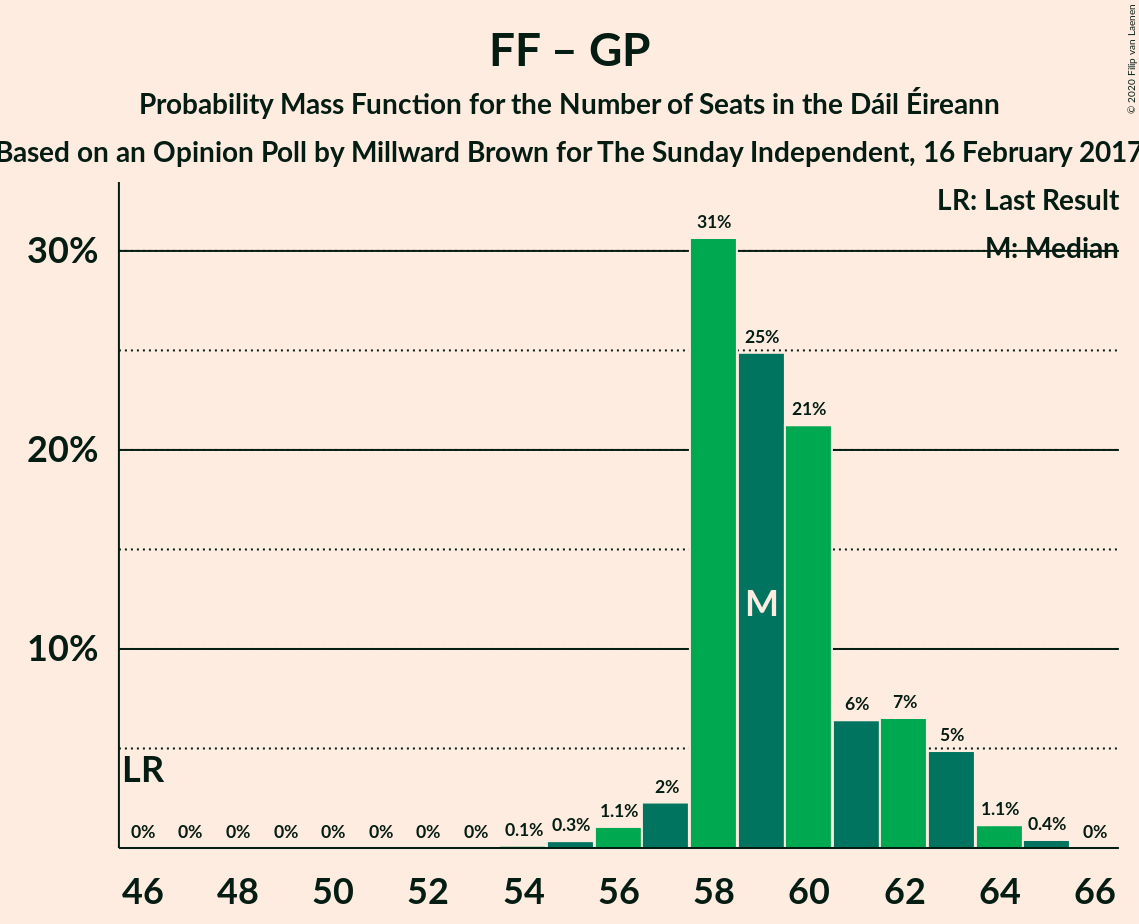 FF – GP
Probability Mass Function for the Number of Seats in the Dáil Éireann
Based on an Opinion Poll by Millward Brown for The Sunday Independent, 16 February 2017
© 2020 Filip van Laenen
LR: Last Result
M: Median
30%
20%
10%
31%
25%
21%
M
6%
7%
5%
LR
0%
0%
0%
0%
0%
0%
0%
0%
0.1%
0.3%
1.1%
2%
1.1%
0.4%
0%
46 48 50 52 54 56 58 60 62 64 66